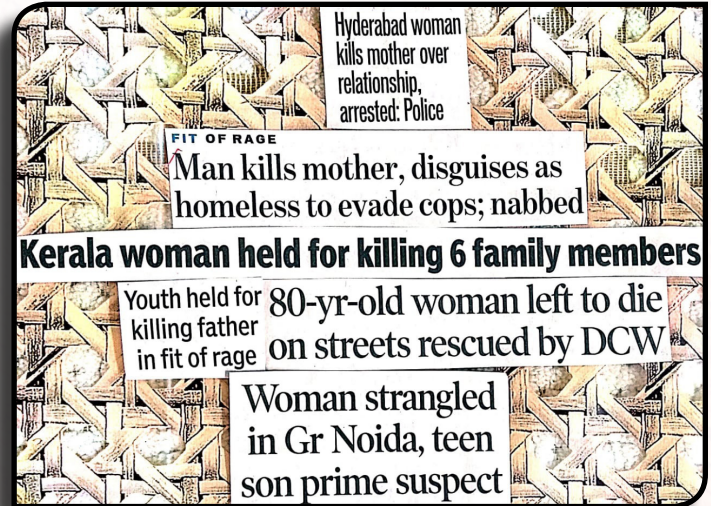 Hyderabad woman
kills mother over
relationship,
arrested: Police
FIT OF RAGE
Man kills mother, disguises as
homeless to evade cops; nabbed
Kerala woman held for killing 6 family members
Youth held for
killing father
in fit of rage
80-yr-old woman left to die
on streets rescued by DCW
Woman strangled
in Gr Noida, teen
son prime suspect